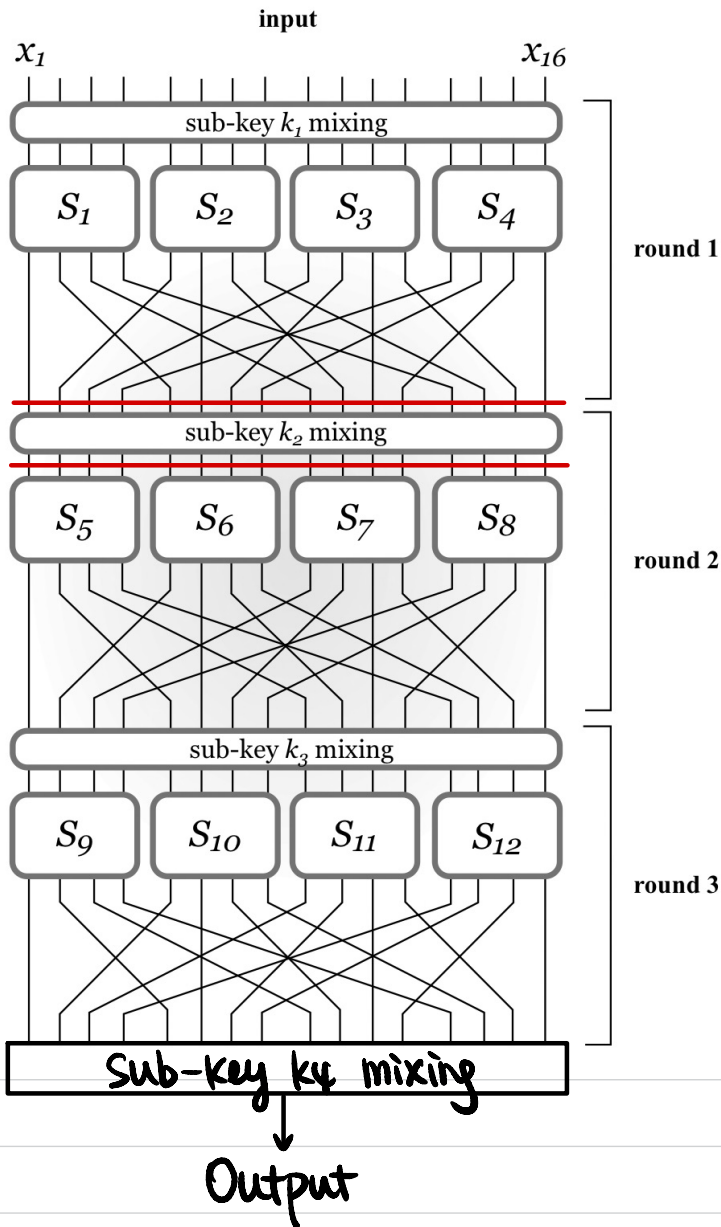 input
x1 x16
sub-key k1 mixing
S1 S2 S3 S4
round 1
sub-key k2 mixing
S5 S6 S7 S8
round 2
sub-key k3 mixing
S9 S10 S11 S12
round 3
Sub-key k4 mixing
Output